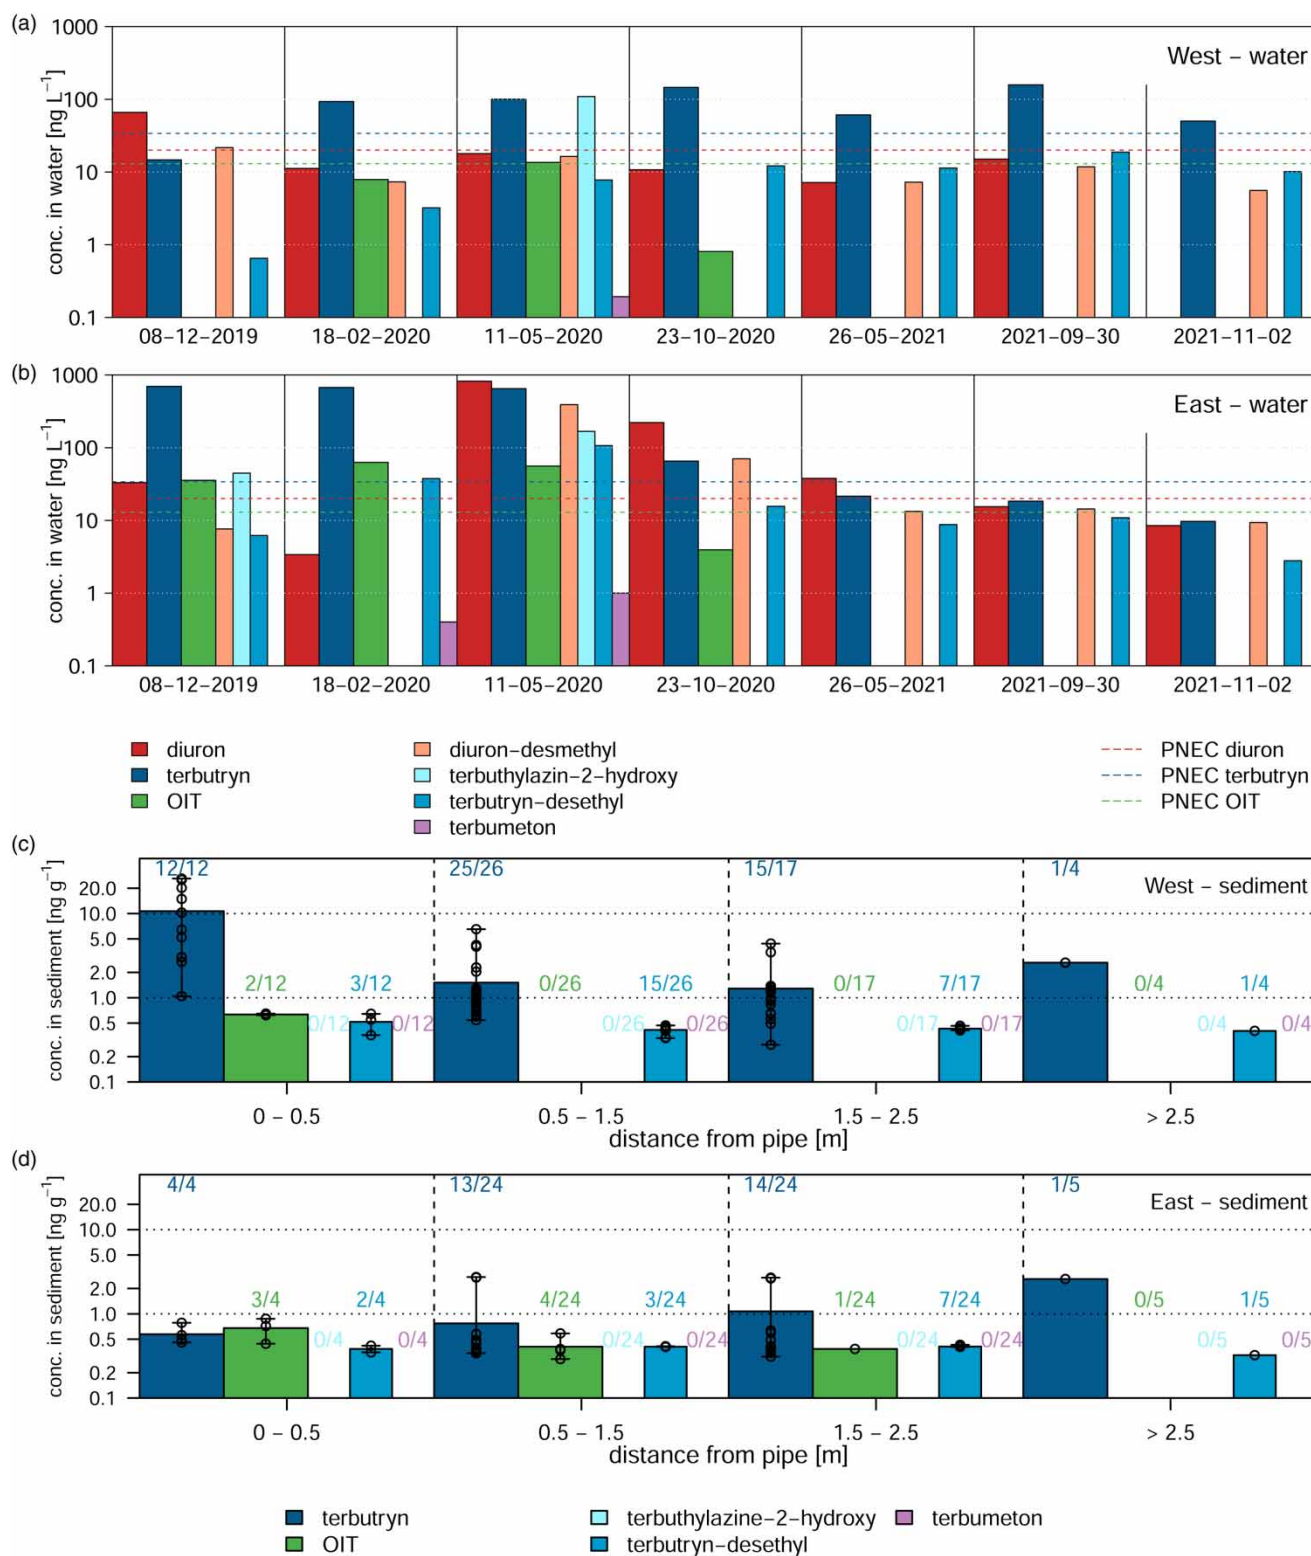 (a)
1000
West – water
100
10
1
0.1
conc. in water [ng L⁻¹]
08–12–2019 18–02–2020 11–05–2020 23–10–2020 26–05–2021 2021–09–30 2021–11–02
(b)
1000
East – water
100
10
1
0.1
conc. in water [ng L⁻¹]
08–12–2019 18–02–2020 11–05–2020 23–10–2020 26–05–2021 2021–09–30 2021–11–02
diuron diuron–desmethyl PNEC diuron
terbutryn terbuthylazin–2–hydroxy PNEC terbutryn
OIT terbutryn–desethyl PNEC OIT
terbumeton
(c)
12/12 25/26 15/17 1/4
West – sediment
20.0
10.0
5.0
2.0
1.0
0.5
0.2
0.1
conc. in sediment [ng g⁻¹]
2/12 3/12 0/26 15/26 0/17 7/17 0/4 1/4
0/12 0/12 0/26 0/26 0/17 0/17 0/4 0/4
0 – 0.5 0.5 – 1.5 1.5 – 2.5 > 2.5
distance from pipe [m]
(d)
4/4 13/24 14/24 1/5
East – sediment
20.0
10.0
5.0
2.0
1.0
0.5
0.2
0.1
conc. in sediment [ng g⁻¹]
3/4 2/4 4/24 3/24 1/24 7/24 0/5 1/5
0/4 0/4 0/24 0/24 0/24 0/24 0/5 0/5
0 – 0.5 0.5 – 1.5 1.5 – 2.5 > 2.5
distance from pipe [m]
terbutryn terbuthylazine–2–hydroxy terbumeton
OIT terbutryn–desethyl